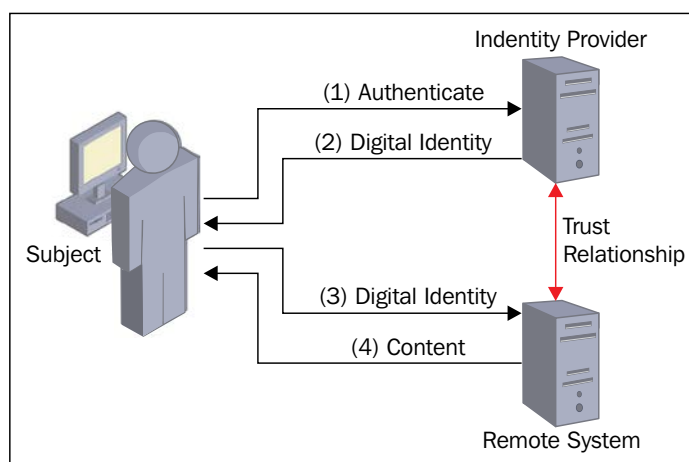 Indentity Provider
(1) Authenticate
(2) Digital Identity
Subject
Trust
Relationship
(3) Digital Identity
(4) Content
Remote System